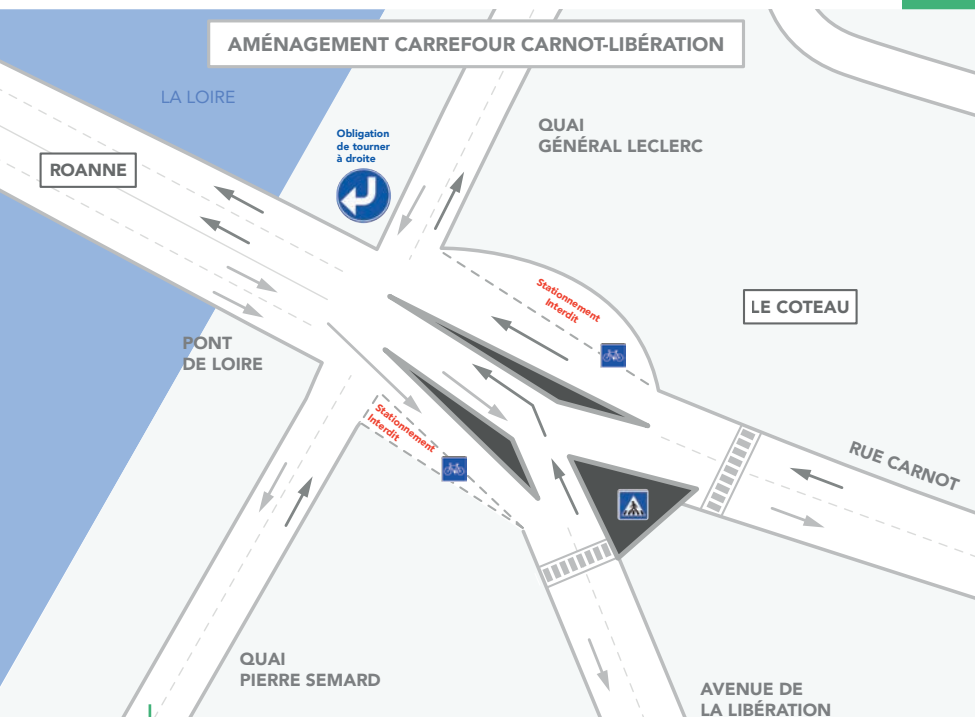 AMÉNAGEMENT CARREFOUR CARNOT-LIBÉRATION
LA LOIRE
Obligation
de tourner
à droite
QUAI
GÉNÉRAL LECLERC
ROANNE
Stationnement
Interdit
LE COTEAU
PONT
DE LOIRE
Stationnement
Interdit
RUE CARNOT
QUAI
PIERRE SEMARD
AVENUE DE
LA LIBÉRATION